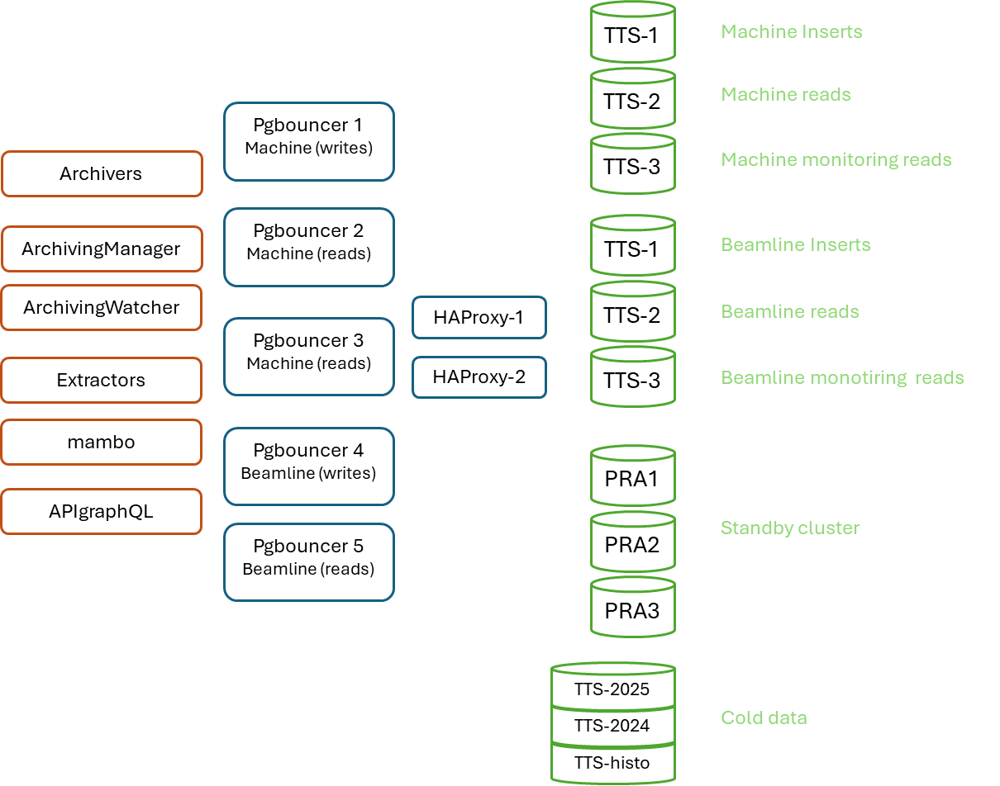 Archivers
ArchivingManager
ArchivingWatcher
Extractors
mambo
APIgraphQL
Pgbouncer 1
Machine (writes)
Pgbouncer 2
Machine (reads)
Pgbouncer 3
Machine (reads)
Pgbouncer 4
Beamline (writes)
Pgbouncer 5
Beamline (reads)
HAProxy-1
HAProxy-2
TTS-1
Machine Inserts
TTS-2
Machine reads
TTS-3
Machine monitoring reads
TTS-1
Beamline Inserts
TTS-2
Beamline reads
TTS-3
Beamline monotiring  reads
PRA1
PRA2
PRA3
Standby cluster
TTS-2025
TTS-2024
TTS-histo
Cold data